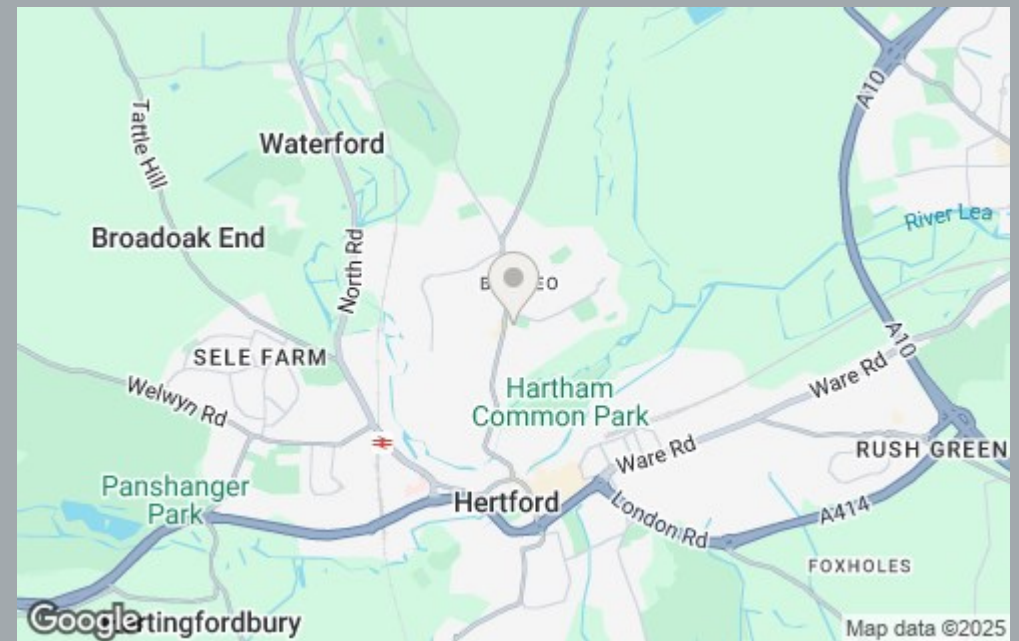 A10
Tattle Hill
Waterford
River Lea
Broadoak End
North Rd
SELE FARM
A10
Hartham
Common Park
Ware Rd
Welwyn Rd
Ware Rd
RUSH GREEN
Panshanger
Park
Hertford
London Rd
A414
FOXHOLES
Google
Map data ©2025